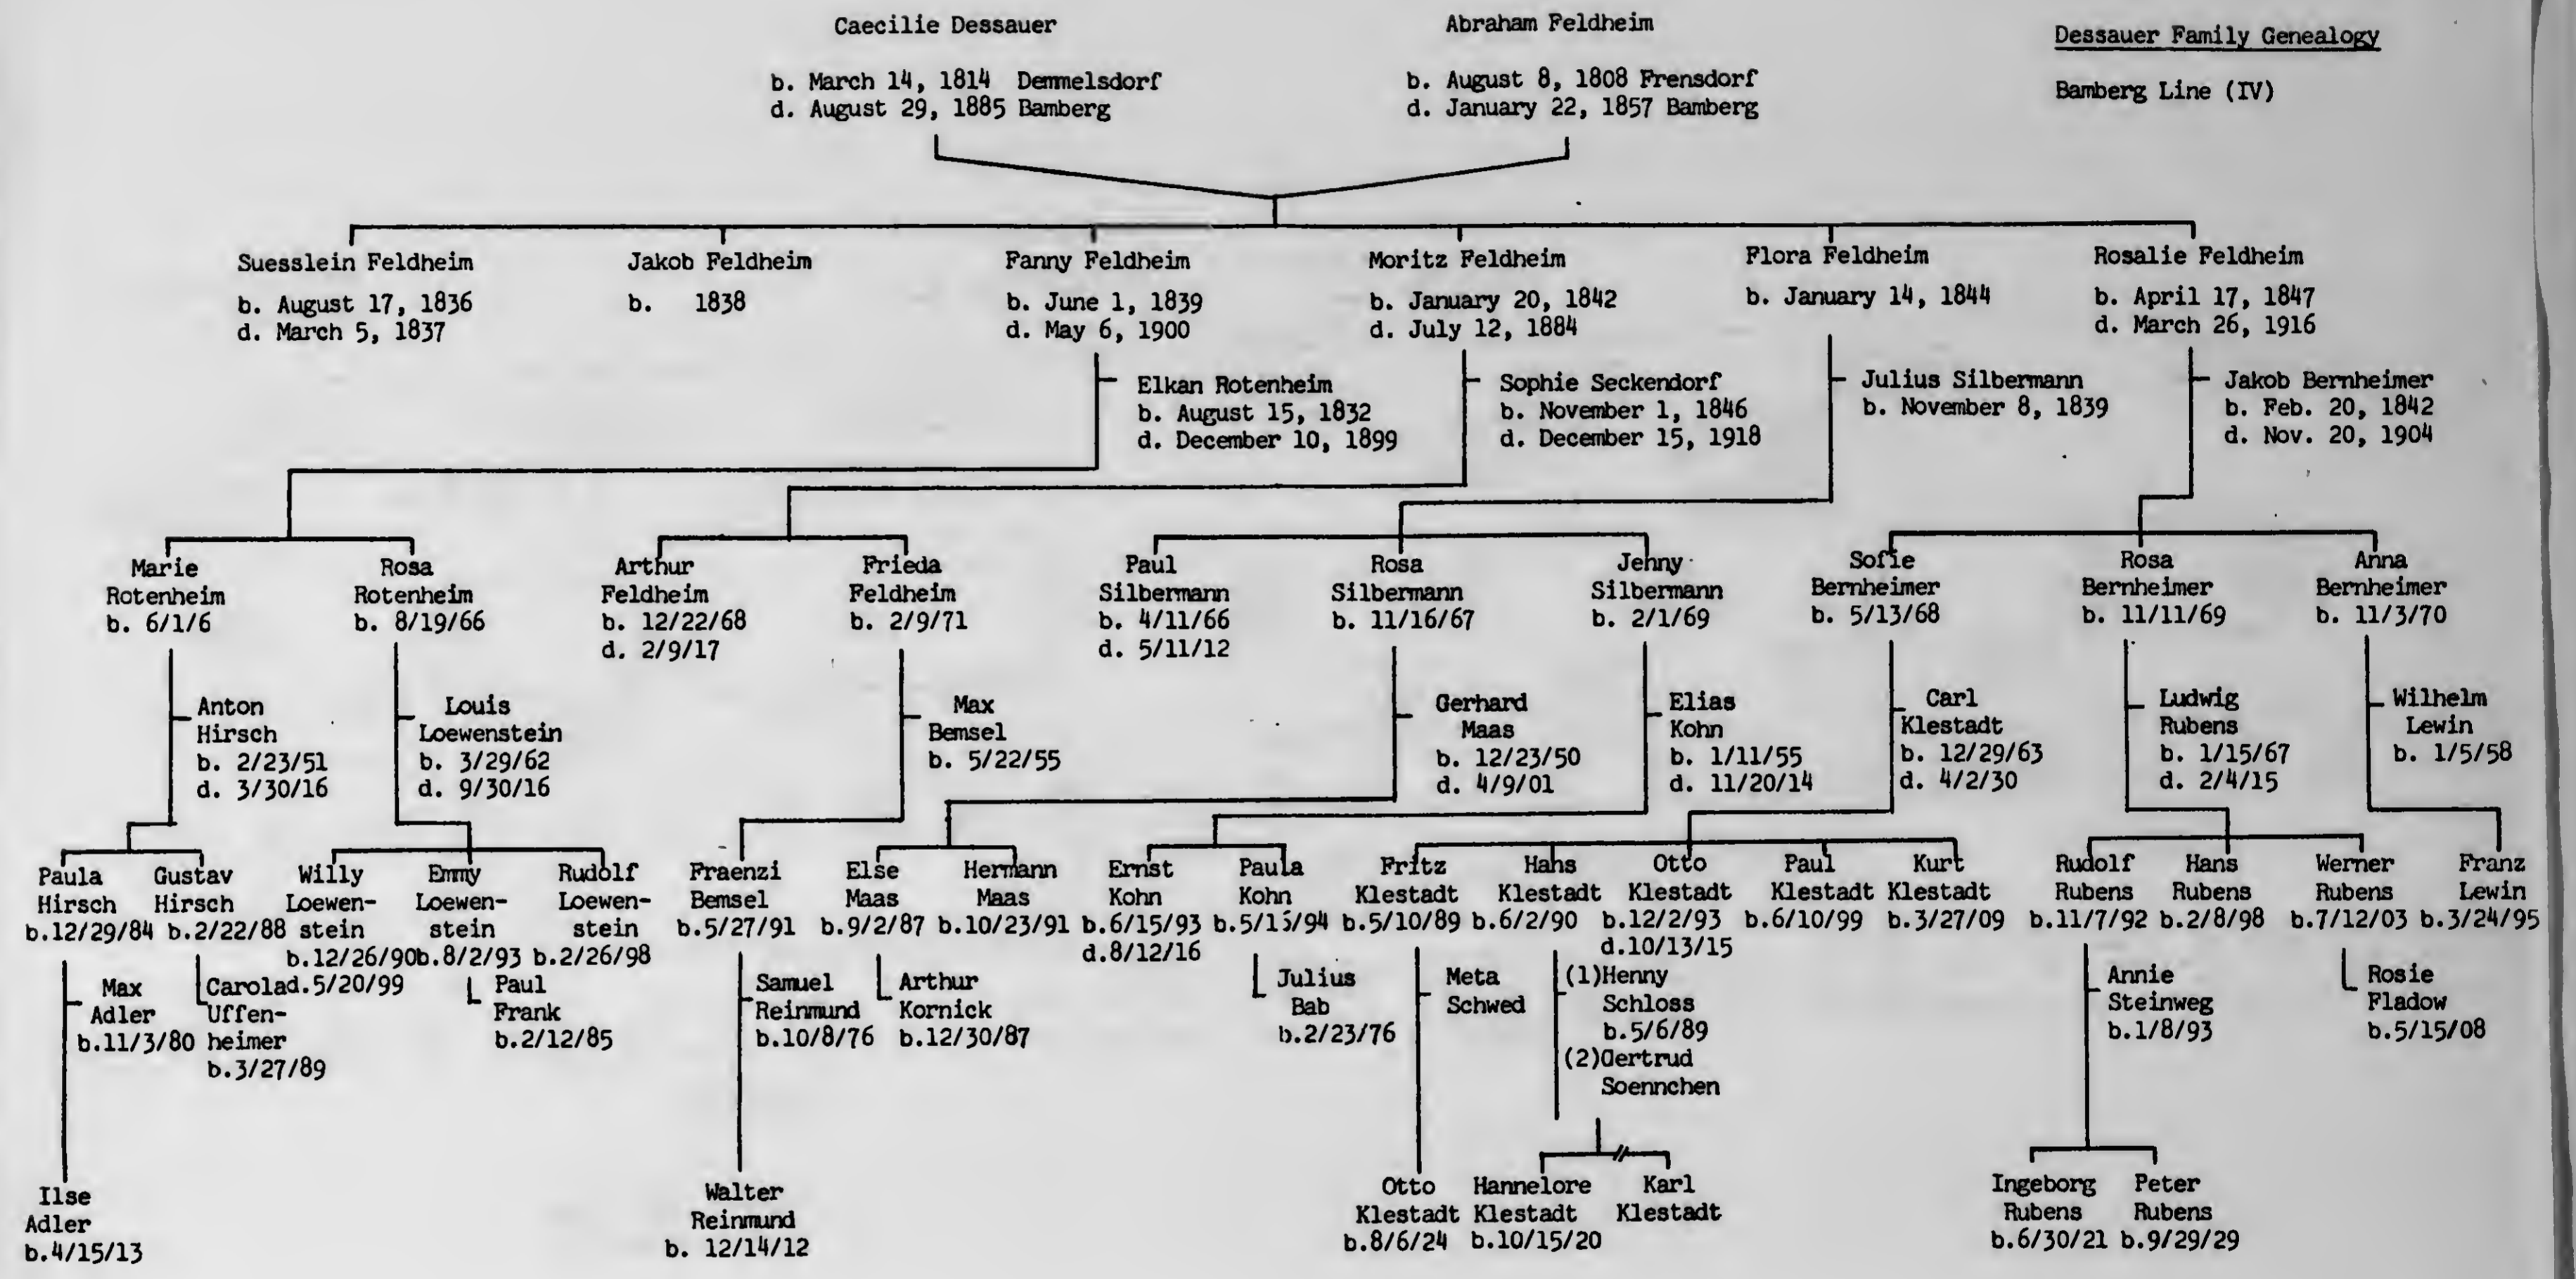 Caecilie Dessauer
b. March 14, 1814 Demmelsdorf
d. August 29, 1885 Bamberg
Abraham Feldheim
b. August 8, 1808 Frensdorf
d. January 22, 1857 Bamberg
Dessauer Family Genealogy
Bamberg Line (IV)
Suesslein Feldheim
b. August 17, 1836
d. March 5, 1837
Jakob Feldheim
b. 1838
Fanny Feldheim
b. June 1, 1839
d. May 6, 1900
Moritz Feldheim
b. January 20, 1842
d. July 12, 1884
Flora Feldheim
b. January 14, 1844
Rosalie Feldheim
b. April 17, 1847
d. March 26, 1916
Elkan Rotenheim
b. August 15, 1832
d. December 10, 1899
Sophie Seckendorf
b. November 1, 1846
d. December 15, 1918
Julius Silbermann
b. November 8, 1839
Jakob Bernheimer
b. Feb. 20, 1842
d. Nov. 20, 1904
Marie
Rotenheim
b. 6/1/6
Rosa
Rotenheim
b. 8/19/66
Arthur
Feldheim
b. 12/22/68
d. 2/9/17
Frieda
Feldheim
b. 2/9/71
Paul
Silbermann
b. 4/11/66
d. 5/11/12
Rosa
Silbermann
b. 11/16/67
Jenny
Silbermann
b. 2/1/69
Sofie
Bernheimer
b. 5/13/68
Rosa
Bernheimer
b. 11/11/69
Anna
Bernheimer
b. 11/3/70
Anton
Hirsch
b. 2/23/51
d. 3/30/16
Louis
Loewenstein
b. 3/29/62
d. 9/30/16
Max
Bemsel
b. 5/22/55
Gerhard
Maas
b. 12/23/50
d. 4/9/01
Elias
Kohn
b. 1/11/55
d. 11/20/14
Carl
Klestadt
b. 12/29/63
d. 4/2/30
Ludwig
Rubens
b. 1/15/67
d. 2/4/15
Wilhelm
Lewin
b. 1/5/58
Paula
Hirsch
b.12/29/84
Gustav
Hirsch
b.2/22/88
Willy
Loewen-
stein
b.12/26/90
d.5/20/99
Emmy
Loewen-
stein
b.8/2/93
Rudolf
Loewen-
stein
b.2/26/98
Fraenzi
Bemsel
b.5/27/91
Else
Maas
b.9/2/87
Hermann
Maas
b.10/23/91
Ernst
Kohn
b.6/15/93
d.8/12/16
Paula
Kohn
b.5/15/94
Fritz
Klestadt
b.5/10/89
Hans
Klestadt
b.6/2/90
Otto
Klestadt
b.12/2/93
d.10/13/15
Paul
Klestadt
b.6/10/99
Kurt
Klestadt
b.3/27/09
Rudolf
Rubens
b.11/7/92
Hans
Rubens
b.2/8/98
Werner
Rubens
b.7/12/03
Franz
Lewin
b.3/24/95
Max
Adler
b.11/3/80
Carola
Uffen-
heimer
b.3/27/89
Paul
Frank
b.2/12/85
Samuel
Reinmund
b.10/8/76
Arthur
Kornick
b.12/30/87
Julius
Bab
b.2/23/76
Meta
Schwed
(1)Henny
Schloss
b.5/6/89
(2)Gertrud
Soennchen
Annie
Steinweg
b.1/8/93
Rosie
Fladow
b.5/15/08
Ilse
Adler
b.4/15/13
Walter
Reinmund
b. 12/14/12
Otto
Klestadt
b.8/6/24
Hannelore
Klestadt
b.10/15/20
Karl
Klestadt
Ingeborg
Rubens
b.6/30/21
Peter
Rubens
b.9/29/29